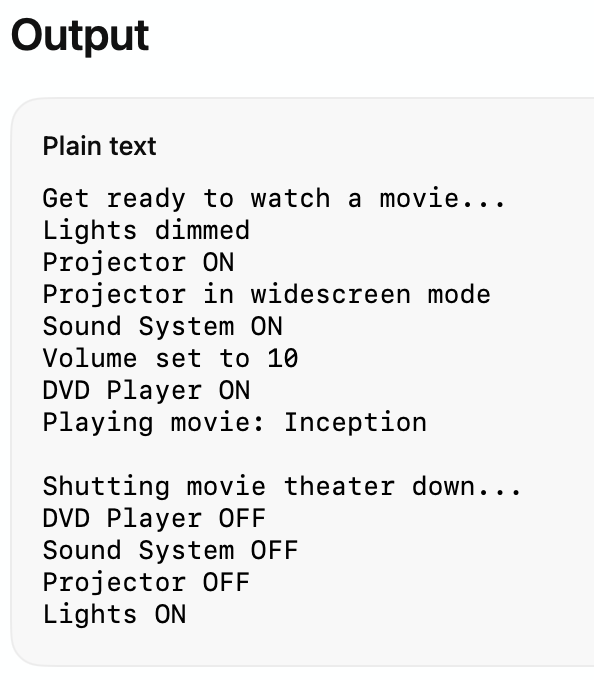 Output
Plain text
Get ready to watch a movie...
Lights dimmed
Projector ON
Projector in widescreen mode
Sound System ON
Volume set to 10
DVD Player ON
Playing movie: Inception

Shutting movie theater down...
DVD Player OFF
Sound System OFF
Projector OFF
Lights ON